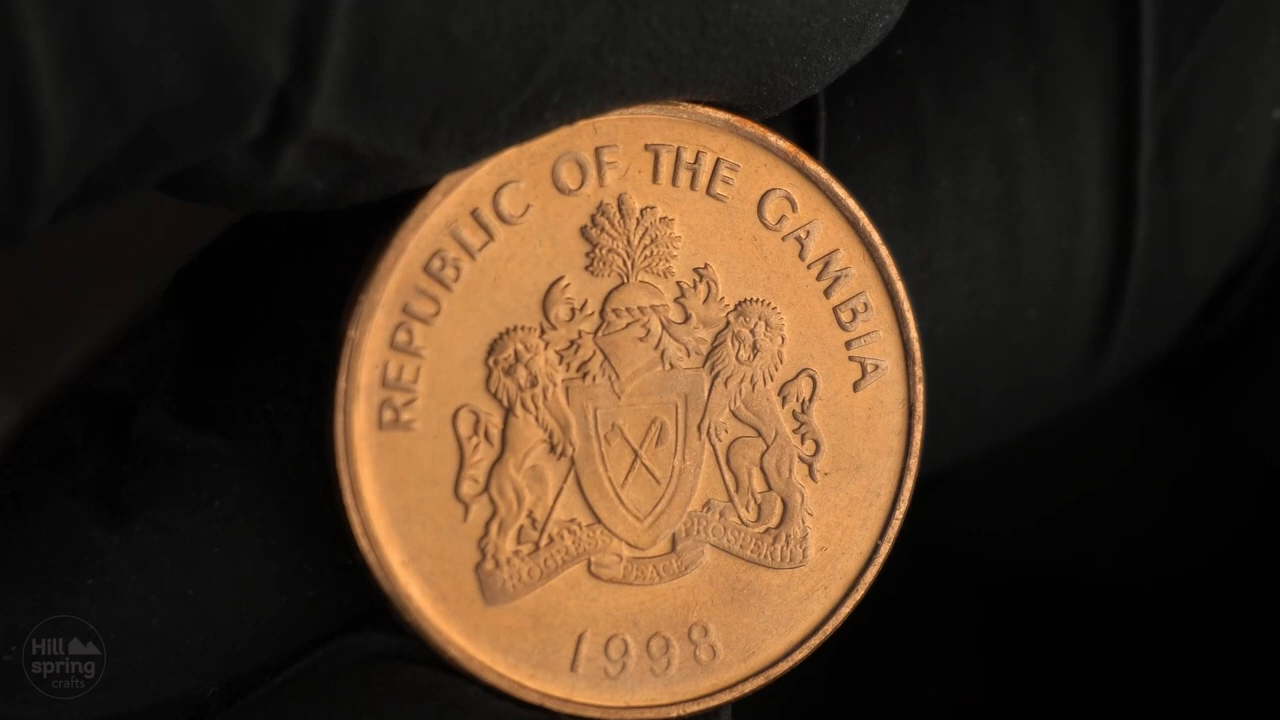 REPUBLIC OF THE GAMBIA
PROGRESS PEACE PROSPERITY
1998
Hill
spring
crafts